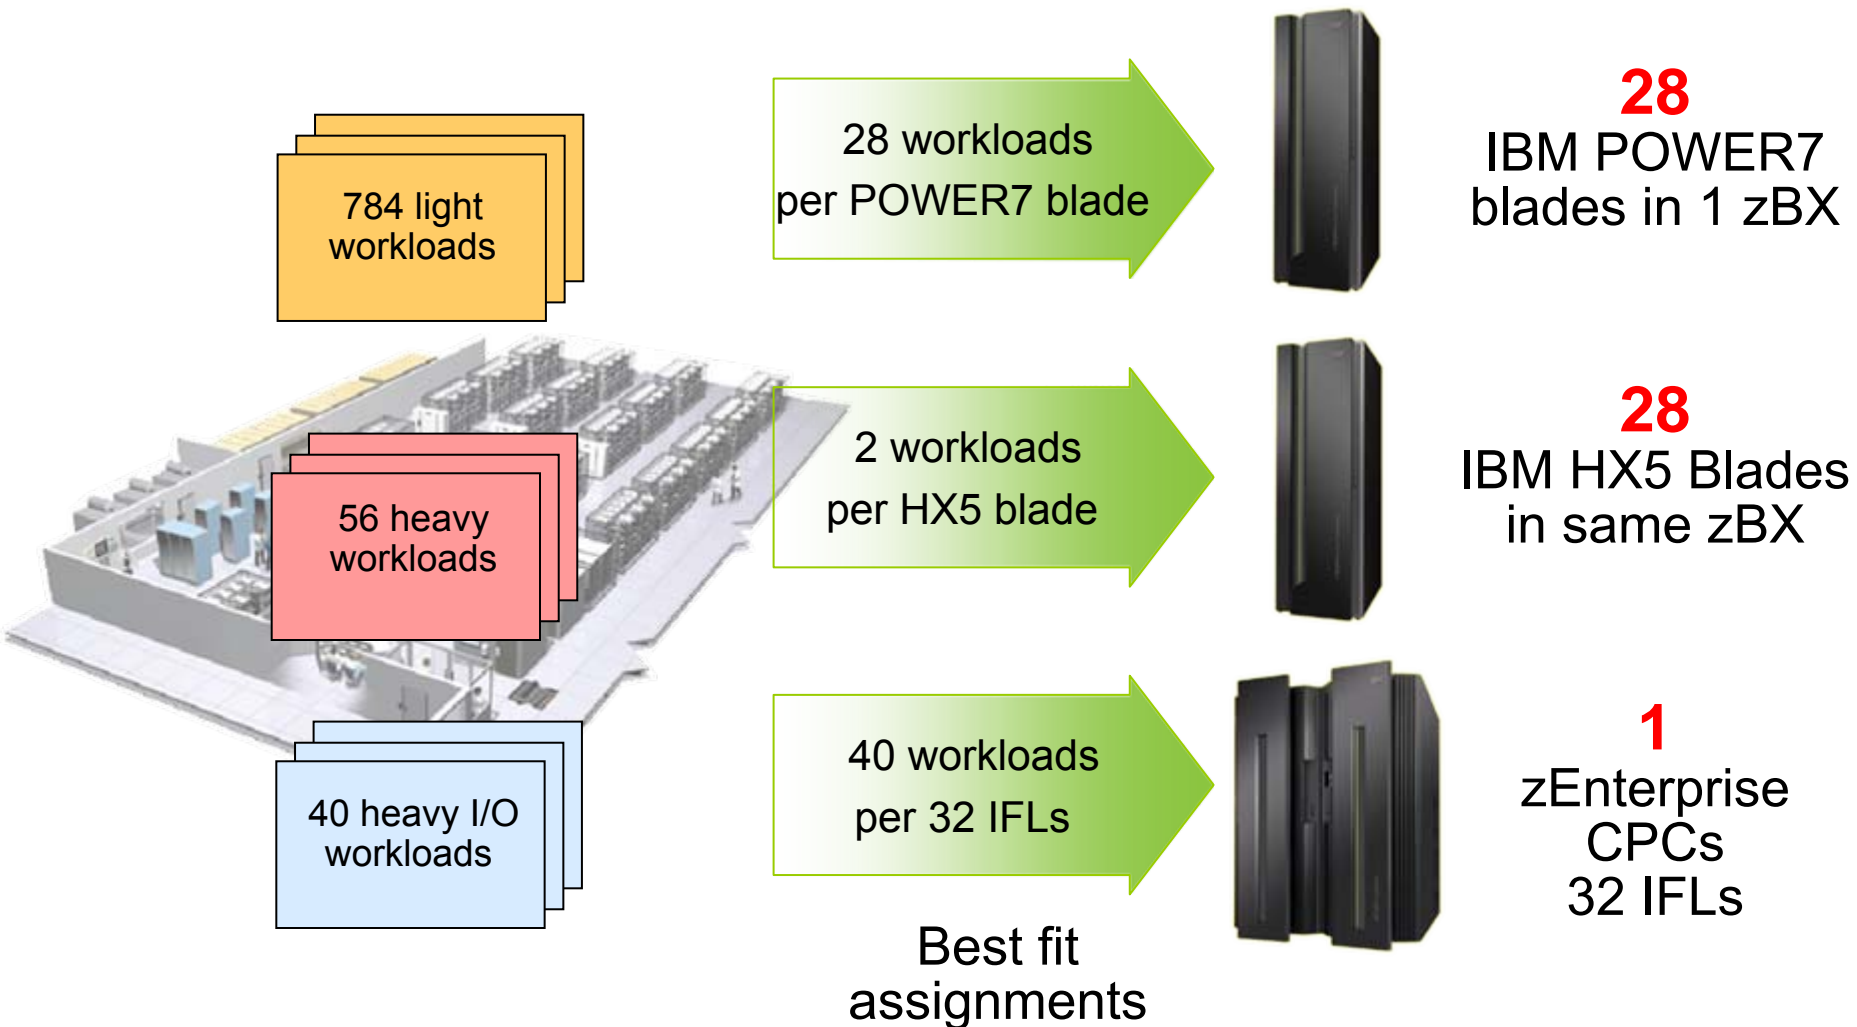 784 light
workloads
28 workloads
per POWER7 blade
28
IBM POWER7
blades in 1 zBX
56 heavy
workloads
2 workloads
per HX5 blade
28
IBM HX5 Blades
in same zBX
40 heavy I/O
workloads
40 workloads
per 32 IFLs
1
zEnterprise
CPCs
32 IFLs
Best fit
assignments